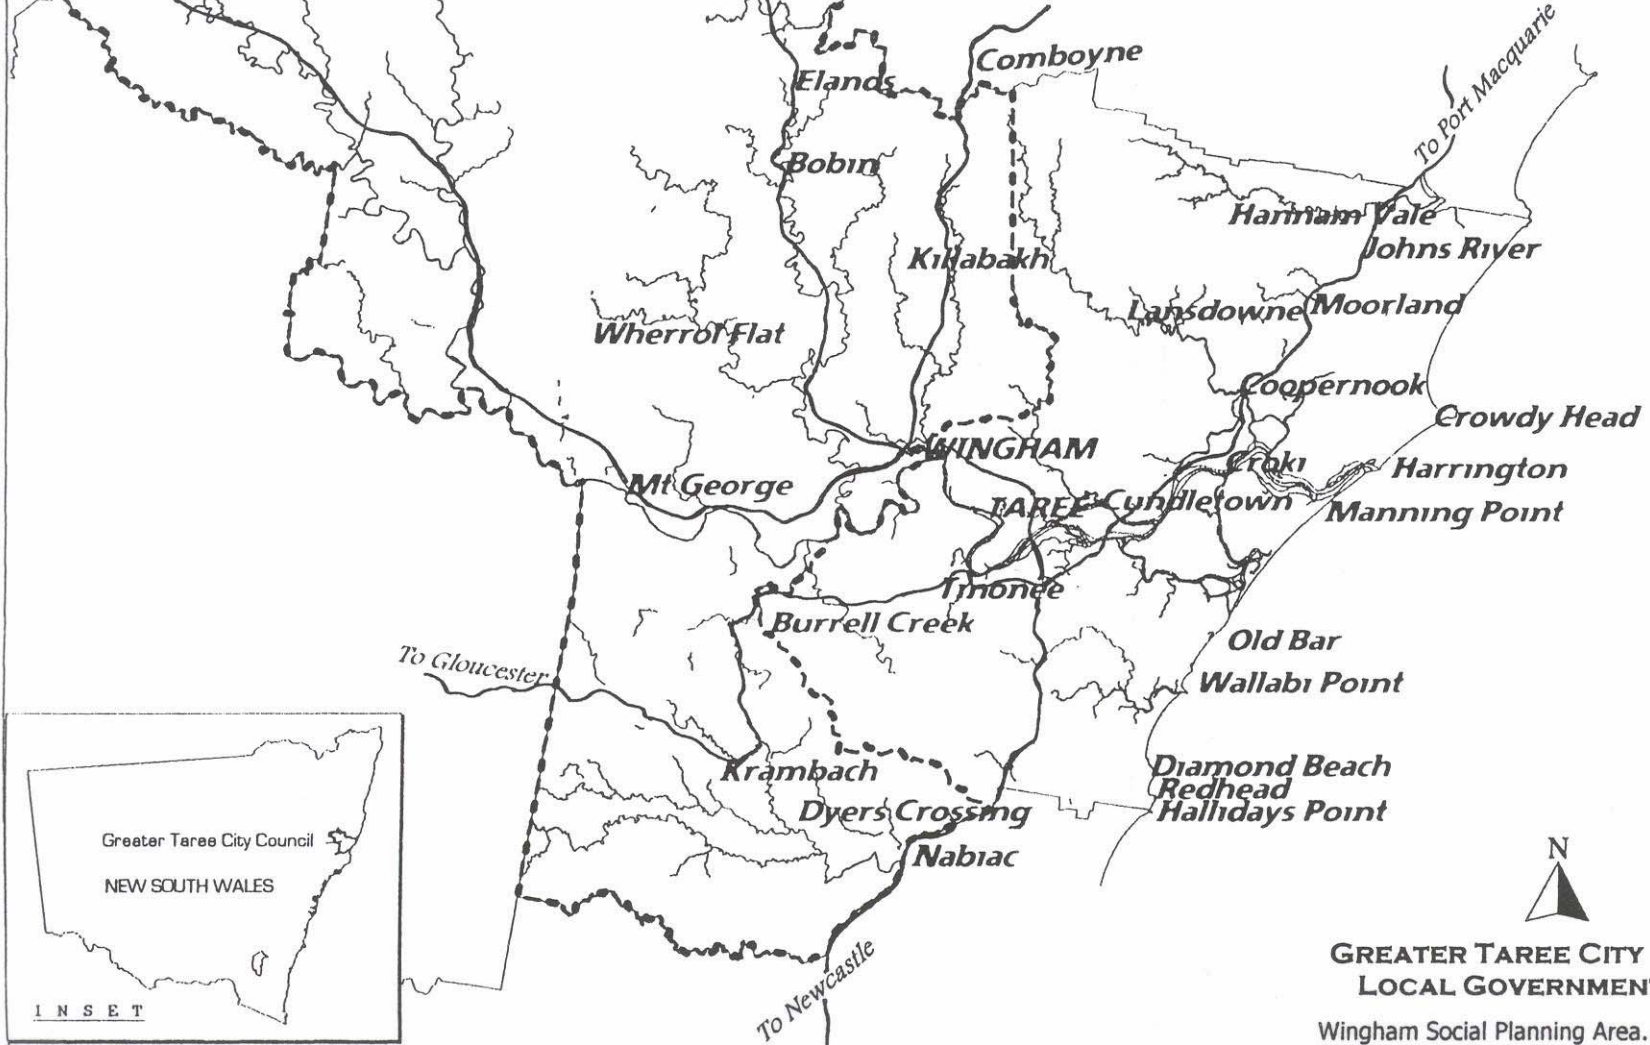 Comboyne
Elands
To Port Macquarie
Bobin
Hannam Vale
Johns River
Killabakh
Lansdowne
Moorland
Wherrol Flat
Coopernook
Crowdy Head
WINGHAM
Croki
Harrington
Mt George
TAREE
Cundletown
Manning Point
Tinonee
Burrell Creek
Old Bar
To Gloucester
Wallabi Point
Krambach
Diamond Beach
Redhead
Dyers Crossing
Hallidays Point
Nabiac
To Newcastle
Greater Taree City Council
NEW SOUTH WALES
INSET
N
GREATER TAREE CITY
LOCAL GOVERNMENT
Wingham Social Planning Area.